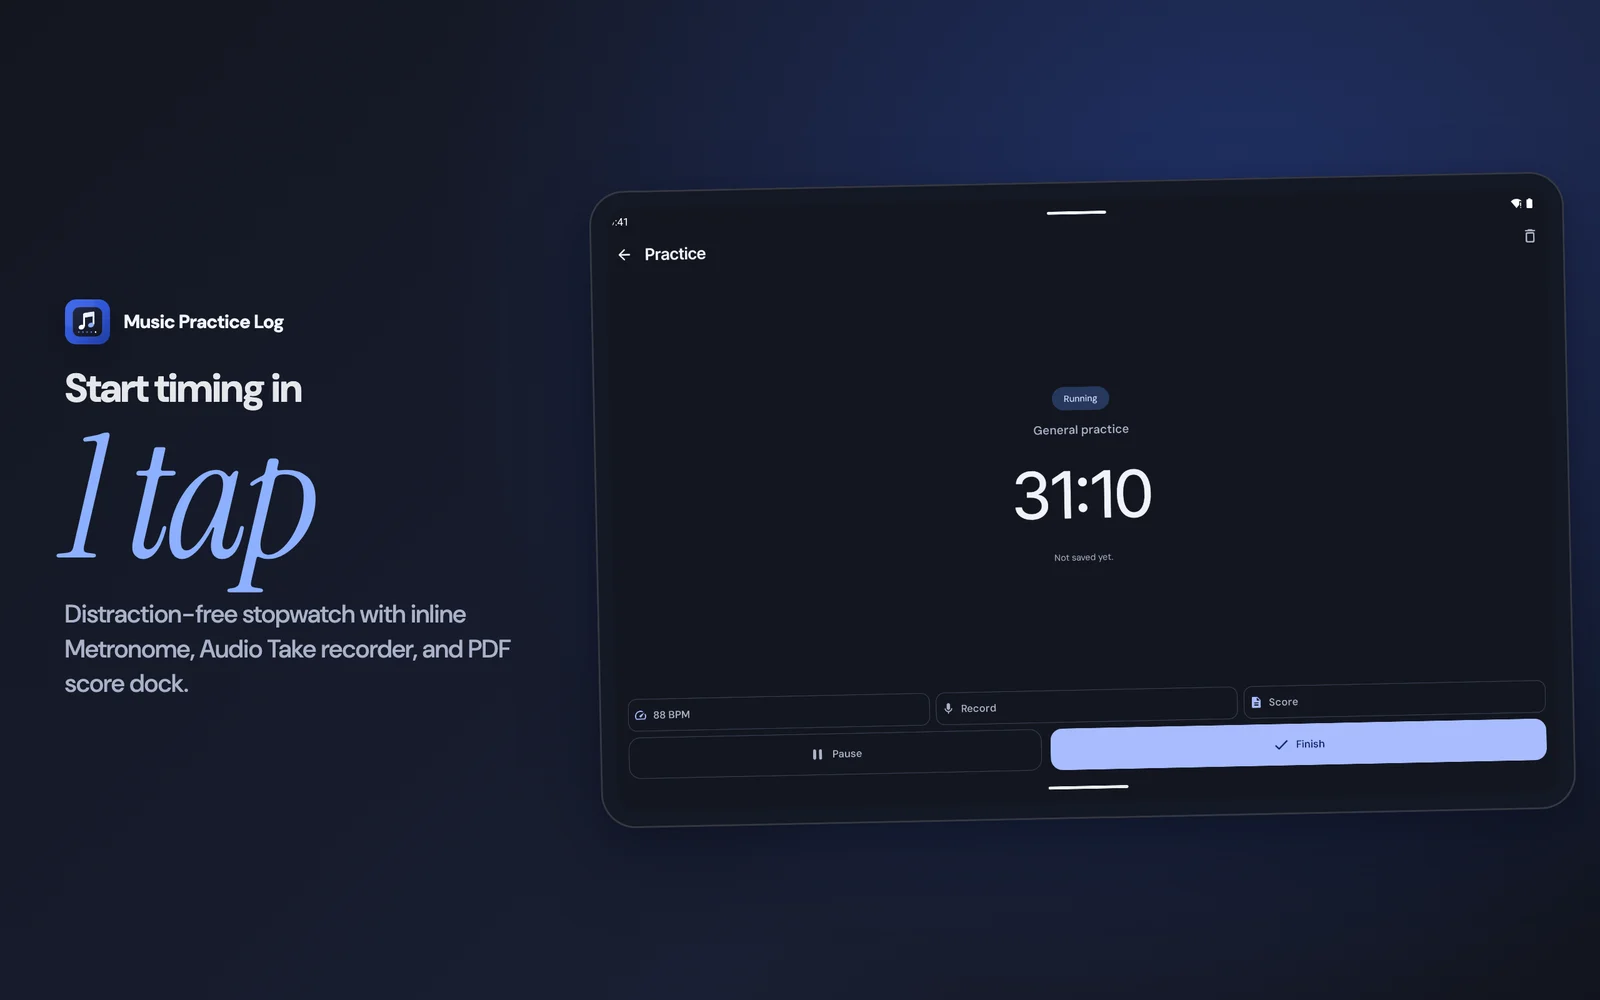 Music Practice Log
Start timing in
1 tap
Distraction-free stopwatch with inline
Metronome, Audio Take recorder, and PDF
score dock.
:41
Practice
Running
General practice
31:10
Not saved yet.
88 BPM
Record
Score
Pause
Finish